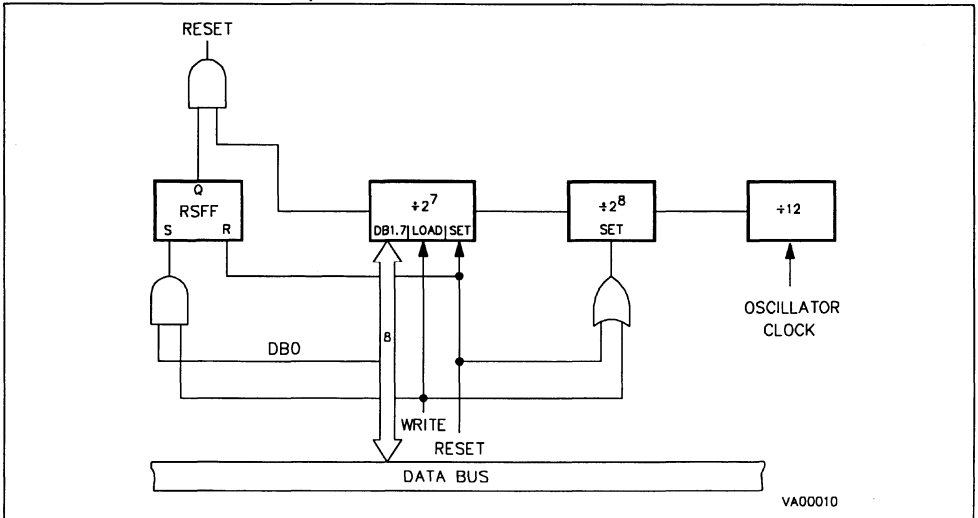 RESET
Q
RSFF
S R
÷2⁷
DB1.7 LOAD SET
÷2⁸
SET
÷12
OSCILLATOR
CLOCK
8
DB0
WRITE
RESET
DATA BUS
VA00010